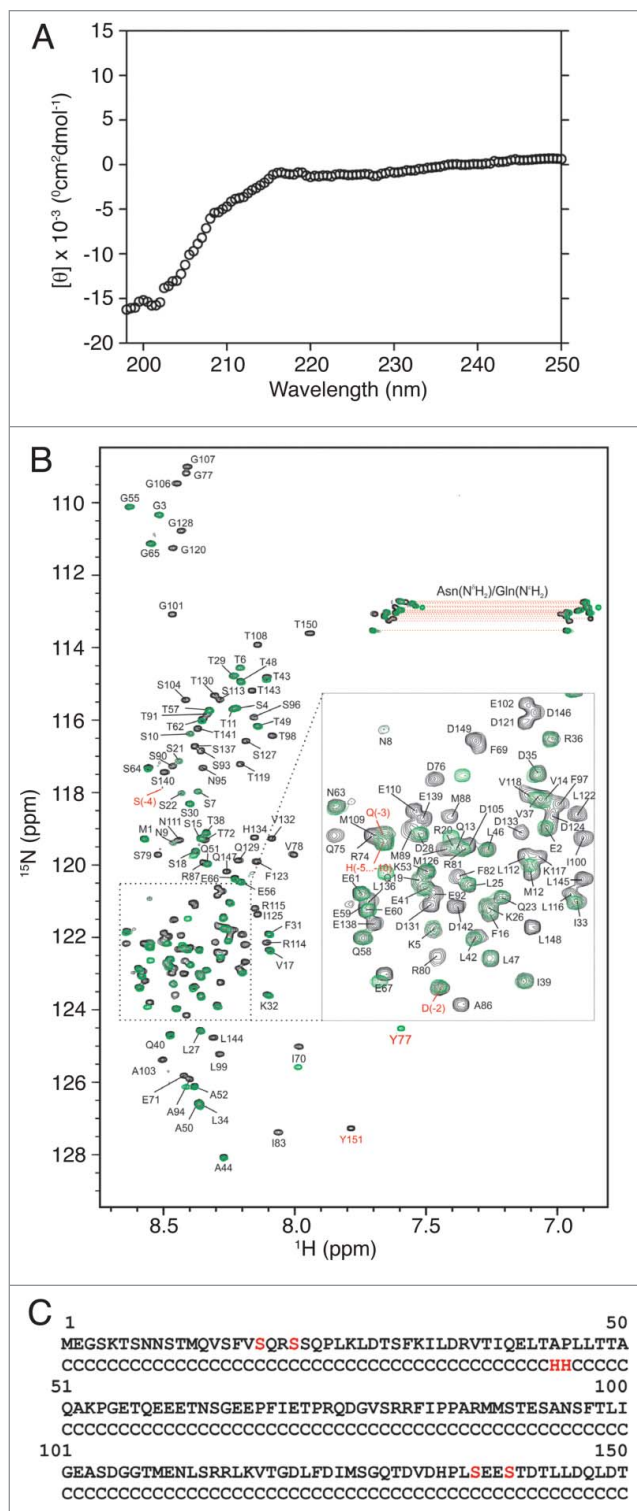 A
15
10
5
0
-5
-10
-15
-20
[θ] x 10⁻³ (⁰cm²dmol⁻¹)
200 210 220 230 240 250
Wavelength (nm)
B
110
112
114
116
118
120
122
124
126
128
¹⁵N (ppm)
G107
G77
G106
G55 G3
G128
G65 G120
G101
Asn(NᵟH₂)/Gln(NᵉH₂)
T150
T108
T29 T6
T48 T43
T130 S113 T143
S104
T57 S4 S96
T91 T11
T62 T141 T49
S10 T98
S21 S137 S127
S90 S93
S64 T119
S140 N95
S(-4)
S22 S7
S30
M1 N111 S15 T38 H134 V132
N9 T72
Q51 Q129 V78
S79 S18 Q147
R87 F123
E66 E56
R115
I125 F31
R114
V17
K32
Q40 L27 L144
A103 L99 I70
E71 A52
A94
A50 L34 I83 Y151
A44
Y77
E102
D121 D146
N8 D149 R36
F69
D76 D35
V118 V14 F97
N63 E110 E139 M88 V37 L122
M109 Q(-3) D105 D133 D124
Q75 R20 Q13 L46 E2
R74 M89 D28 I100
H(-5...-10) K53 R81 L112 K117
M126 F82 M12
E61 Q19 L25 L145
L136 E92 Q23 L116
E59 E60 E41 K26 I33
E138 D131 D142 F16
Q58 K5 L42 L148
R80 L47
E67 I39
D(-2) A86
8.5 8.0 7.5 7.0
¹H (ppm)
C
1 50
MEGSKTSNNSTMQVSFVSQRSSQPLKLDTSFKILDRVTIQELTAPLLTTA
CCCCCCCCCCCCCCCCCCCCCCCCCCCCCCCCCCCCCCCCCCCHHCCCCC
51 100
QAKPGETQEEETNSGEEPFIETPRQDGVSRRFIPPARMMSTESANSFTLI
CCCCCCCCCCCCCCCCCCCCCCCCCCCCCCCCCCCCCCCCCCCCCCCCCC
101 150
GEASDGGTMENLSRRLKVTGDLFDIMSGQTDVDHPLSEESTDTLLDQLDT
CCCCCCCCCCCCCCCCCCCCCCCCCCCCCCCCCCCCCCCCCCCCCCCCCC